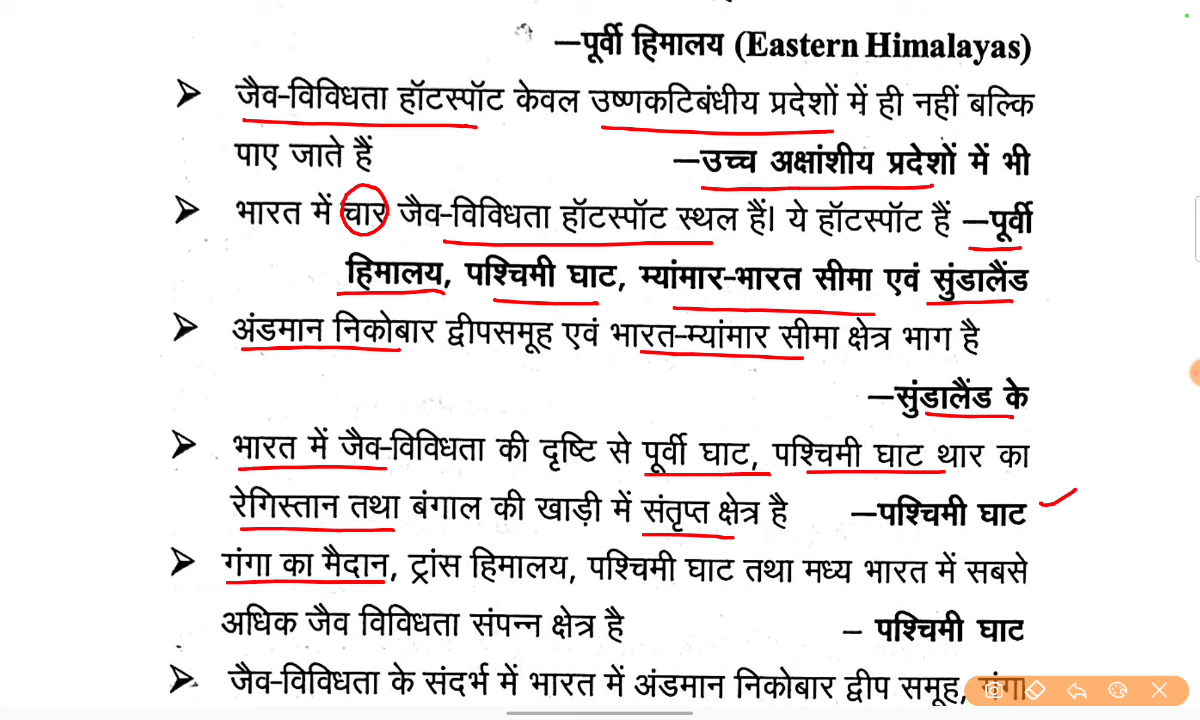 —पूर्वी हिमालय (Eastern Himalayas)
➢ जैव-विविधता हॉटस्पॉट केवल उष्णकटिबंधीय प्रदेशों में ही नहीं बल्कि
पाए जाते हैं —उच्च अक्षांशीय प्रदेशों में भी
➢ भारत में चार जैव-विविधता हॉटस्पॉट स्थल हैं। ये हॉटस्पॉट हैं —पूर्वी
हिमालय, पश्चिमी घाट, म्यांमार-भारत सीमा एवं सुंडालैंड
➢ अंडमान निकोबार द्वीपसमूह एवं भारत-म्यांमार सीमा क्षेत्र भाग है
—सुंडालैंड के
➢ भारत में जैव-विविधता की दृष्टि से पूर्वी घाट, पश्चिमी घाट थार का
रेगिस्तान तथा बंगाल की खाड़ी में संतृप्त क्षेत्र है —पश्चिमी घाट
➢ गंगा का मैदान, ट्रांस हिमालय, पश्चिमी घाट तथा मध्य भारत में सबसे
अधिक जैव विविधता संपन्न क्षेत्र है – पश्चिमी घाट
➢ जैव-विविधता के संदर्भ में भारत में अंडमान निकोबार द्वीप समूह, गंगा